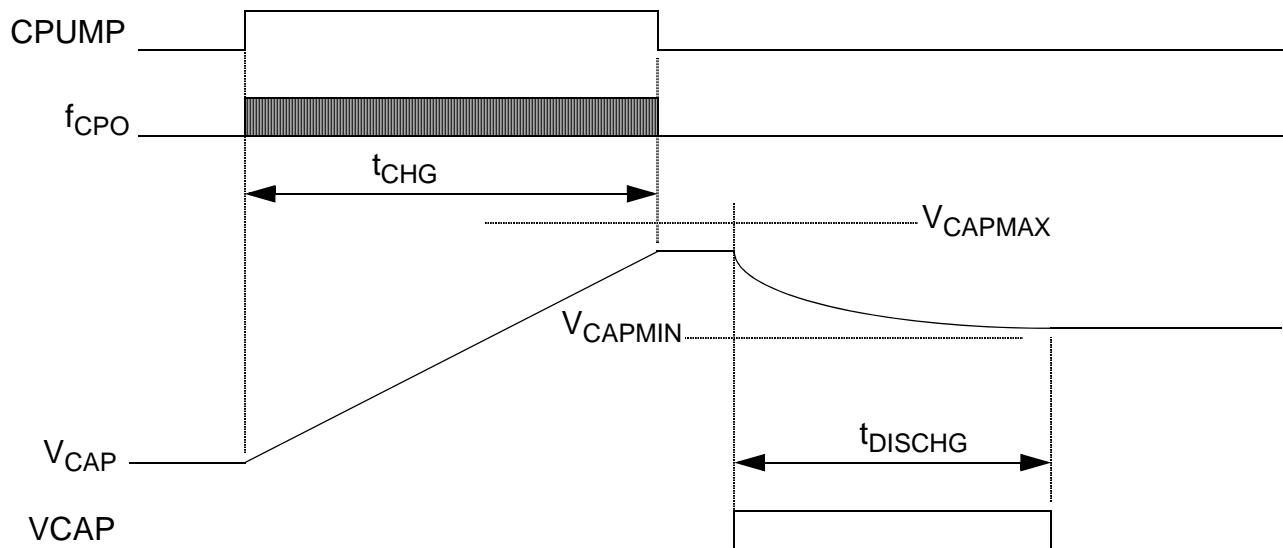 CPUMP
fCPO
tCHG
VCAPMAX
VCAPMIN
VCAP
tDISCHG
VCAP